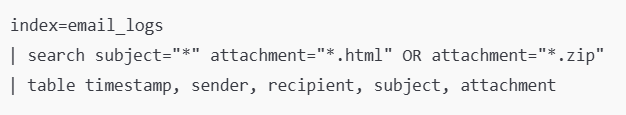 index=email_logs
| search subject="*" attachment="*.html" OR attachment="*.zip"
| table timestamp, sender, recipient, subject, attachment